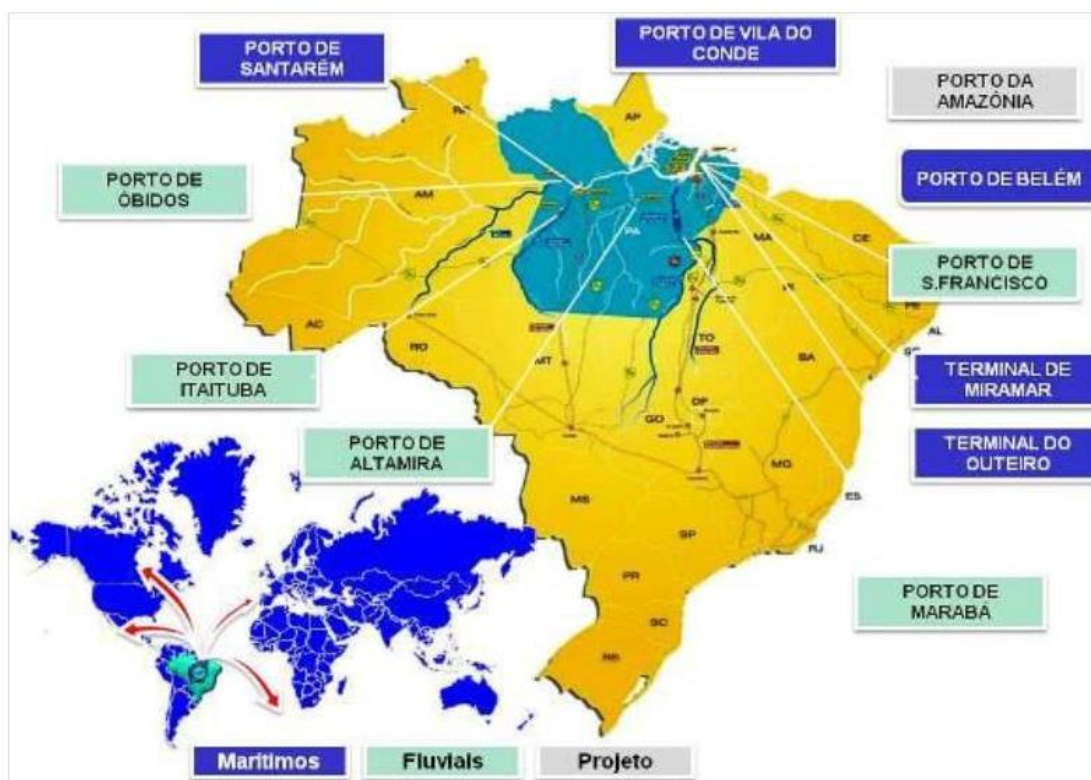 PORTO DE
SANTARÉM
PORTO DE VILA DO
CONDE
PORTO DA
AMAZÔNIA
PORTO DE
ÓBIDOS
PORTO DE BELÉM
PORTO DE
S.FRANCISCO
PORTO DE
ITAITUBA
TERMINAL DE
MIRAMAR
PORTO DE
ALTAMIRA
TERMINAL DO
OUTEIRO
PORTO DE
MARABÁ
AP
AM
PA
MA
CE
PE
AL
AC
RO
MT
TO
BA
GO
DF
MG
ES
MS
SP
RJ
PR
SC
Marítimos
Fluviais
Projeto